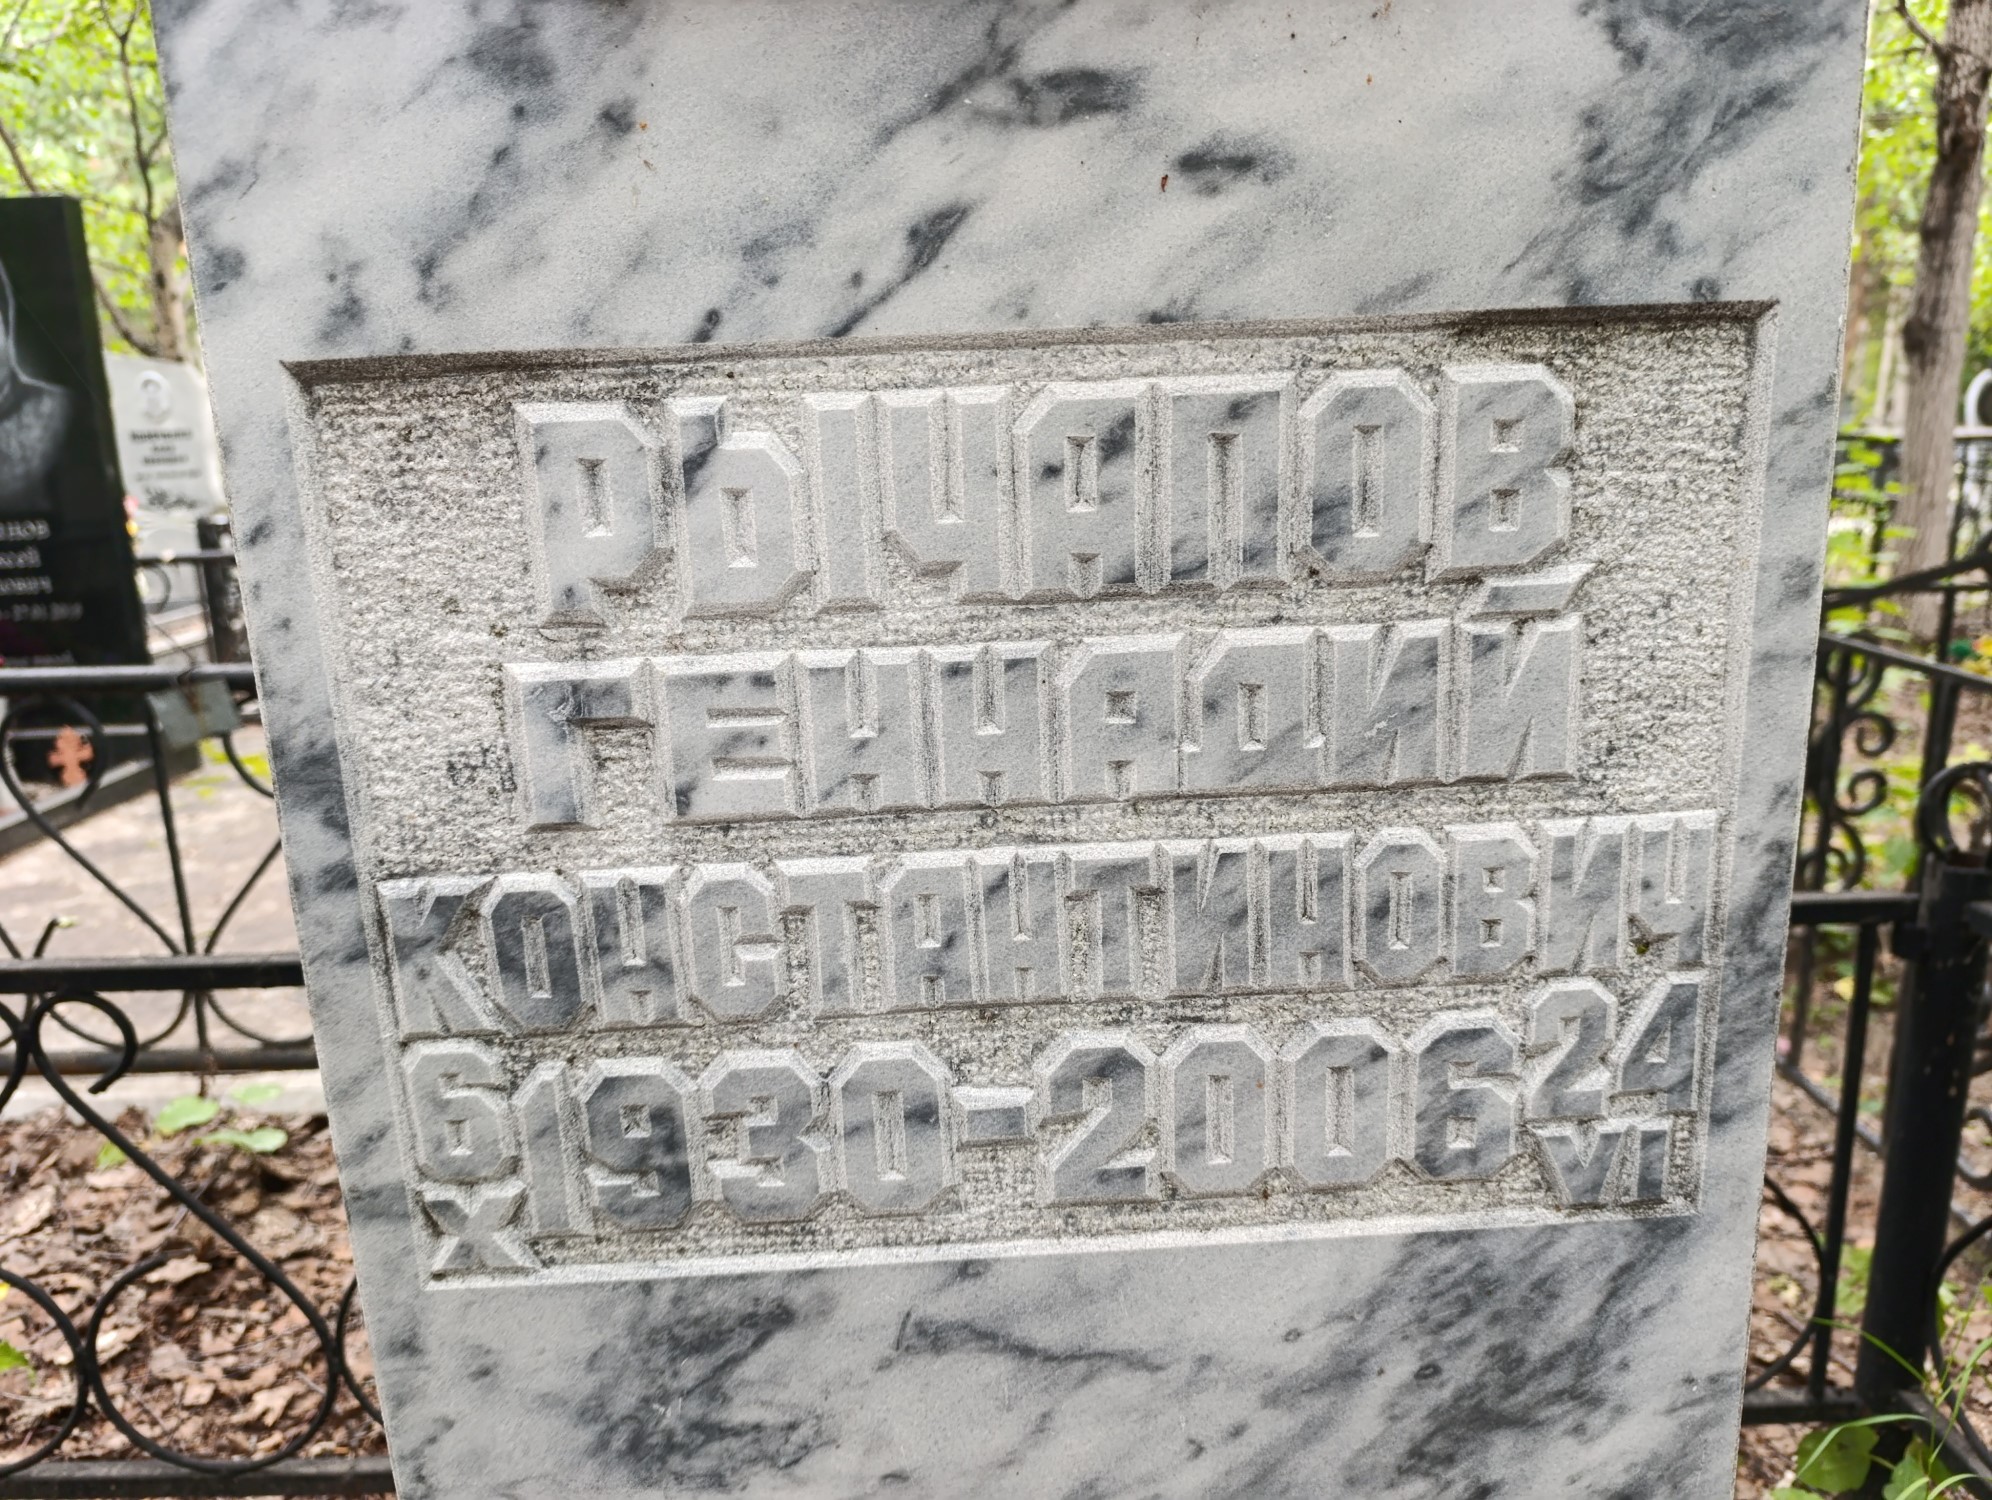 РЫЧАПОВ
ГЕННАДИЙ
КОНСТАНТИНОВИЧ
6 1930-2006 24
X VI